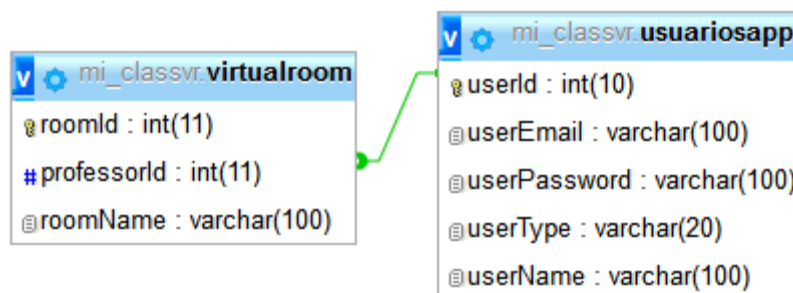 v mi_classvr.virtualroom
roomId : int(11)
# professorId : int(11)
roomName : varchar(100)
v mi_classvr.usuariosapp
userId : int(10)
userEmail : varchar(100)
userPassword : varchar(100)
userType : varchar(20)
userName : varchar(100)